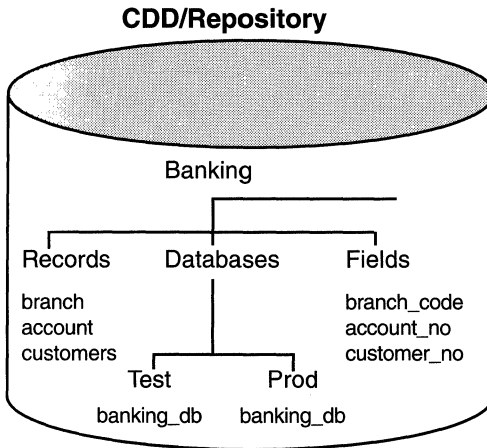 CDD/Repository
Banking
Records Databases Fields
branch branch_code
account account_no
customers customer_no
Test Prod
banking_db banking_db